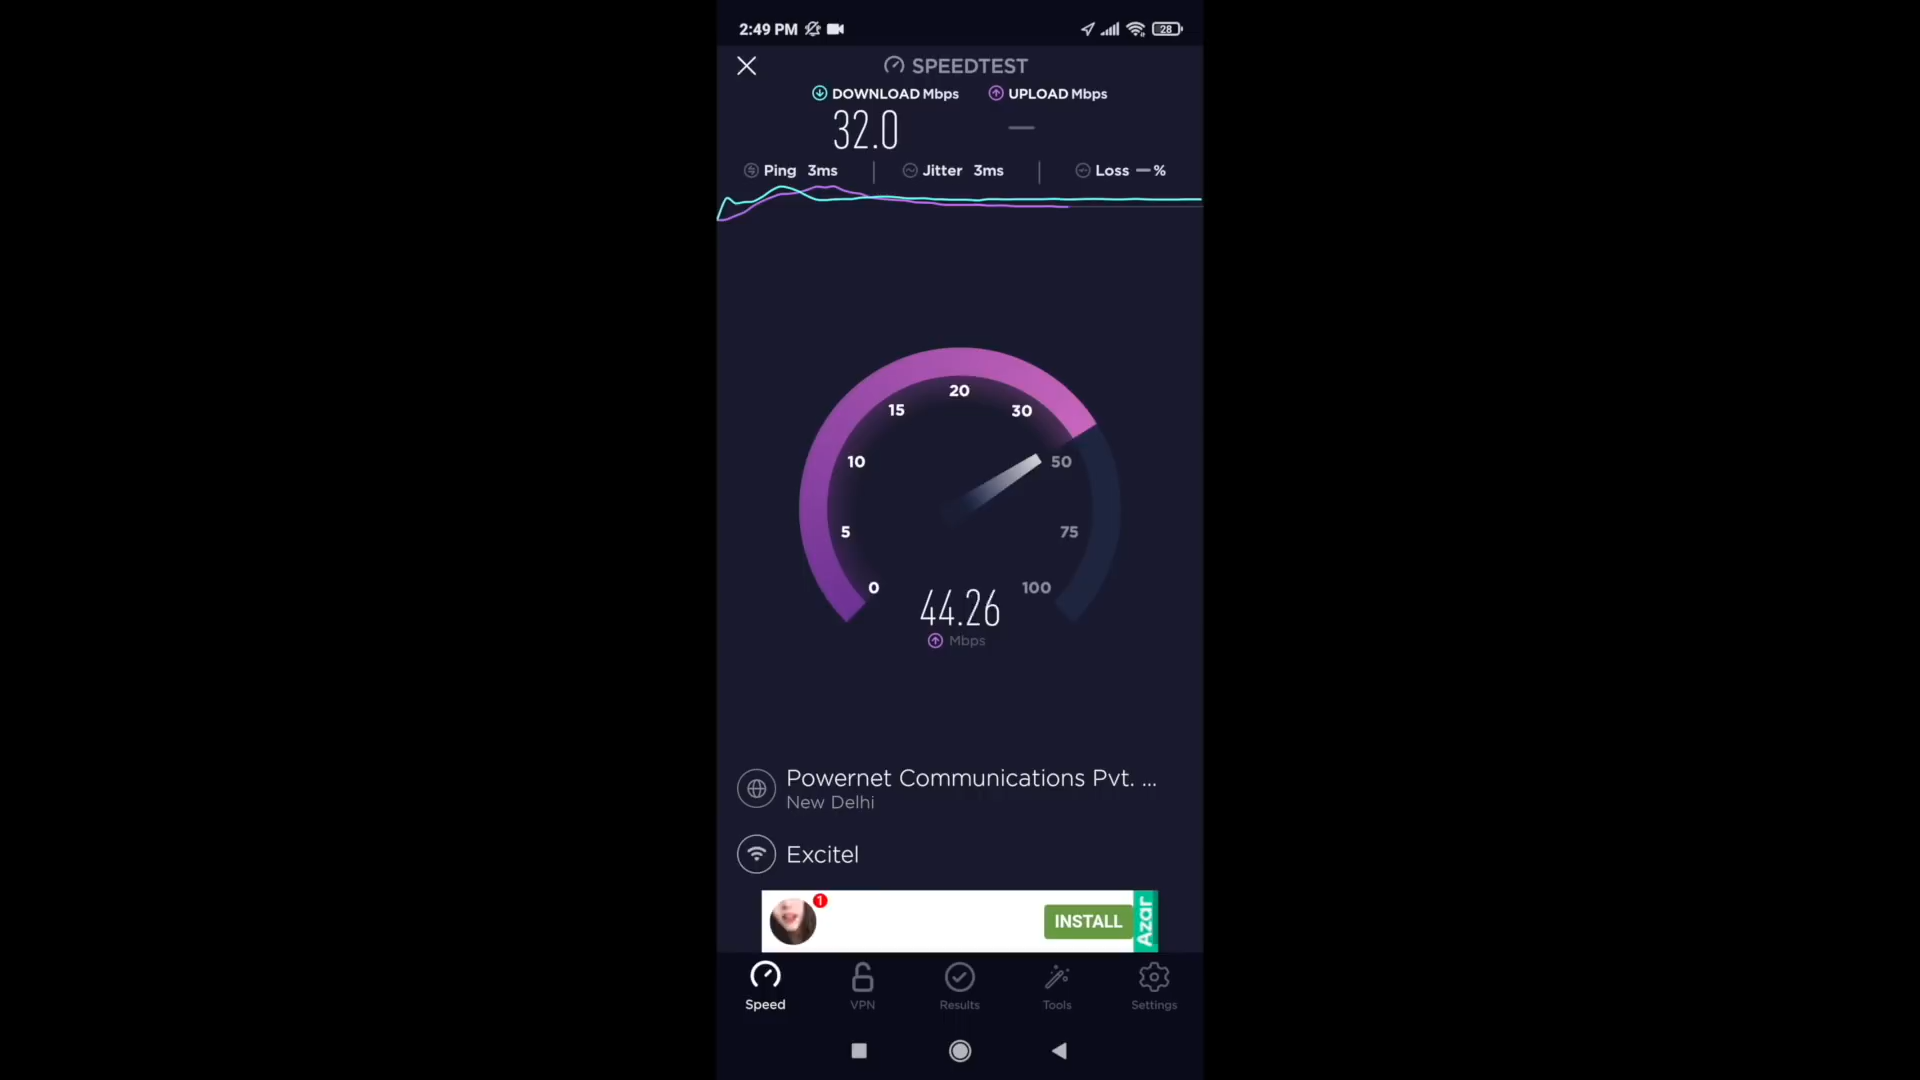 2:49 PM 28
SPEEDTEST
DOWNLOAD Mbps UPLOAD Mbps
32.0 —
Ping 3ms Jitter 3ms Loss — %
20
15 30
10 50
5 75
0 100
44.26
Mbps
Powernet Communications Pvt. ...
New Delhi
Excitel
1
INSTALL
Azar
Speed VPN Results Tools Settings